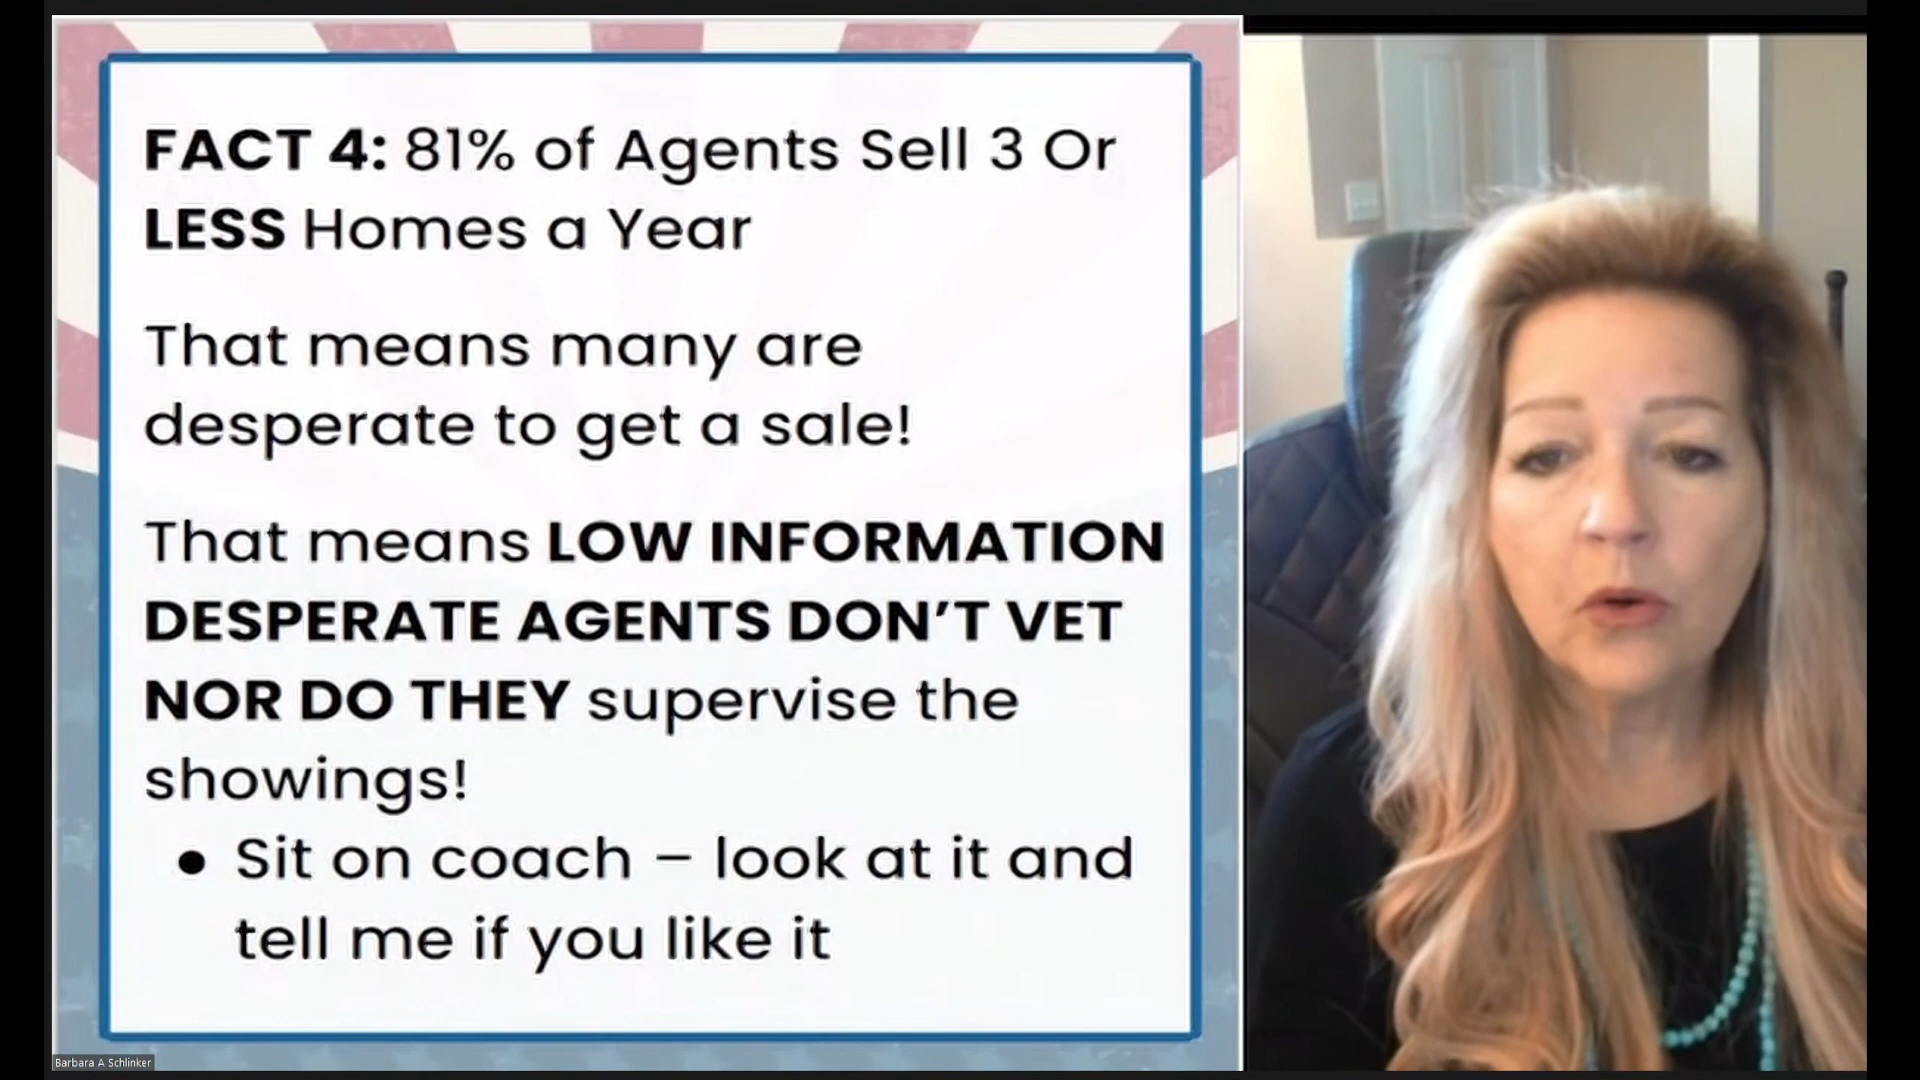 FACT 4: 81% of Agents Sell 3 Or
LESS Homes a Year
That means many are
desperate to get a sale!
That means LOW INFORMATION
DESPERATE AGENTS DON'T VET
NOR DO THEY supervise the
showings!
● Sit on coach – look at it and
tell me if you like it
Barbara A Schlinker